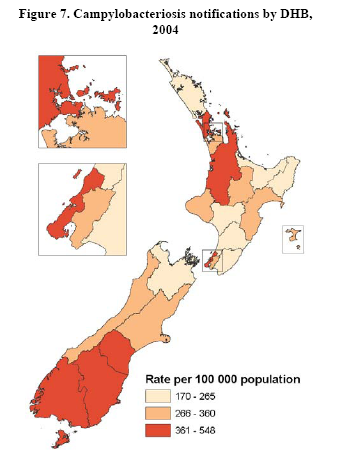 Figure 7. Campylobacteriosis notifications by DHB,
2004
Rate per 100 000 population
170 - 265
266 - 360
361 - 548